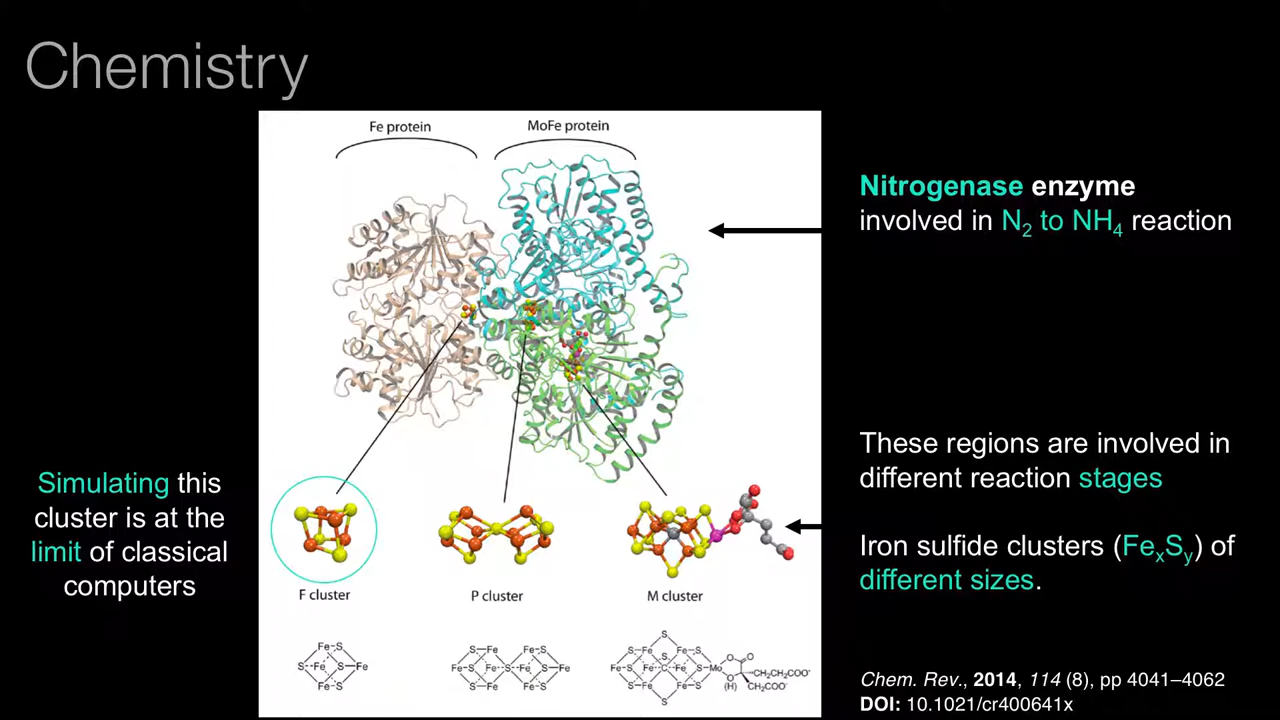 Chemistry
Fe protein
MoFe protein
Nitrogenase enzyme
involved in N₂ to NH₄ reaction
Simulating this
cluster is at the
limit of classical
computers
These regions are involved in
different reaction stages
Iron sulfide clusters (FeₓSᵧ) of
different sizes.
F cluster
P cluster
M cluster
Fe-S
S--Fe S-Fe
Fe-S
S-Fe Fe-S
Fe-S Fe-S-Fe S-Fe
S-Fe Fe-S
S
S-Fe Fe-S
S
Fe Fe-C-Fe S-Mo
S-Fe Fe-S
S
O O
O
(H)
CH₂CH₂COO⁻
CH₂COO⁻
Chem. Rev., 2014, 114 (8), pp 4041–4062
DOI: 10.1021/cr400641x